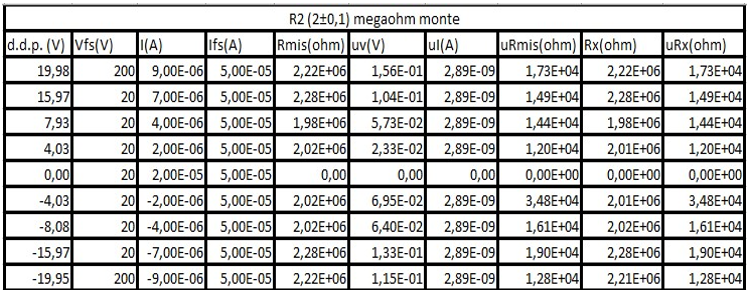 R2 (2±0,1) megaohm monte
d.d.p. (V) Vfs(V) I(A) Ifs(A) Rmis(ohm) uv(V) uI(A) uRmis(ohm) Rx(ohm) uRx(ohm)
19,98 200 9,00E-06 5,00E-05 2,22E+06 1,56E-01 2,89E-09 1,73E+04 2,22E+06 1,73E+04
15,97 20 7,00E-06 5,00E-05 2,28E+06 1,04E-01 2,89E-09 1,49E+04 2,28E+06 1,49E+04
7,93 20 4,00E-06 5,00E-05 1,98E+06 5,73E-02 2,89E-09 1,44E+04 1,98E+06 1,44E+04
4,03 20 2,00E-06 5,00E-05 2,02E+06 2,33E-02 2,89E-09 1,20E+04 2,01E+06 1,20E+04
0,00 20 2,00E-05 5,00E-05 0,00 0,00 0,00 0,00E+00 0,00E+00 0,00E+00
-4,03 20 -2,00E-06 5,00E-05 2,02E+06 6,95E-02 2,89E-09 3,48E+04 2,01E+06 3,48E+04
-8,08 20 -4,00E-06 5,00E-05 2,02E+06 6,40E-02 2,89E-09 1,61E+04 2,02E+06 1,61E+04
-15,97 20 -7,00E-06 5,00E-05 2,28E+06 1,33E-01 2,89E-09 1,90E+04 2,28E+06 1,90E+04
-19,95 200 -9,00E-06 5,00E-05 2,22E+06 1,15E-01 2,89E-09 1,28E+04 2,21E+06 1,28E+04